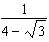 1/(4 − √3)